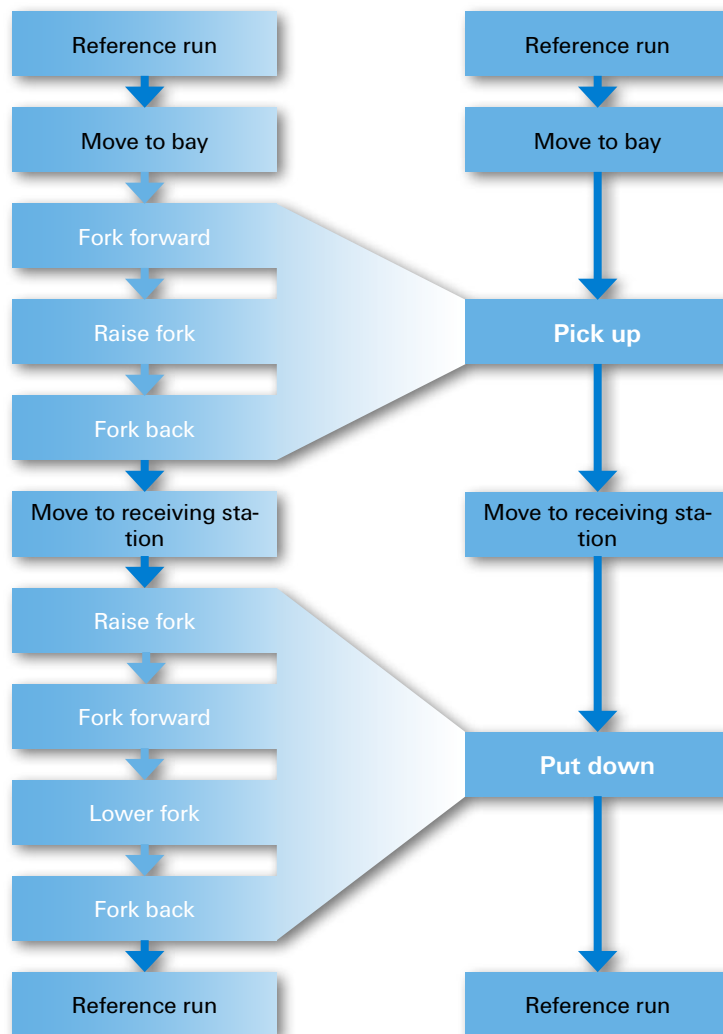 Reference run
Move to bay
Fork forward
Raise fork
Fork back
Move to receiving sta-
tion
Raise fork
Fork forward
Lower fork
Fork back
Reference run
Reference run
Move to bay
Pick up
Move to receiving sta-
tion
Put down
Reference run